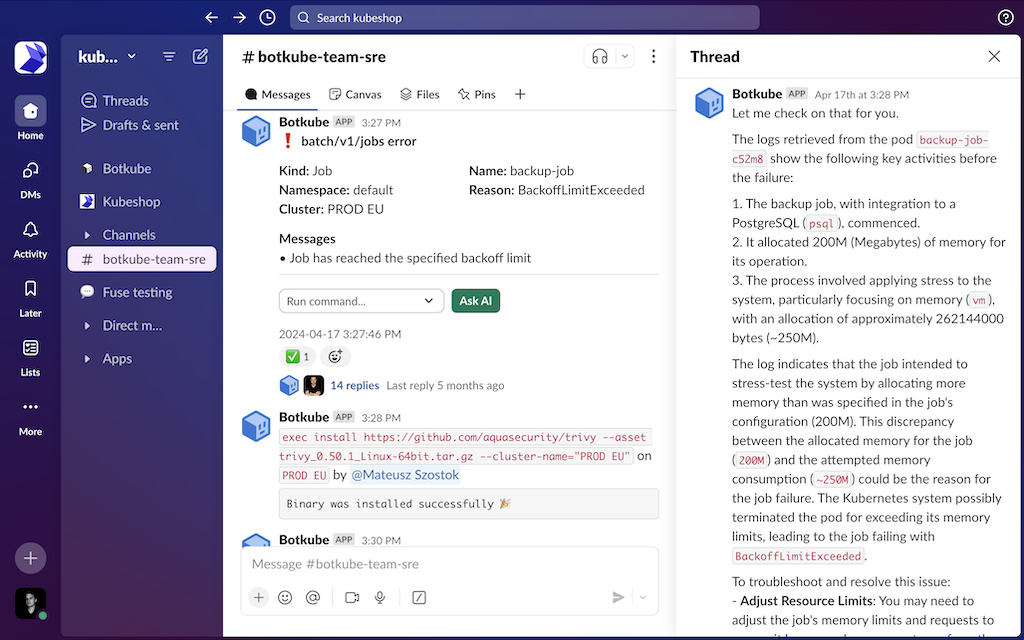 Search kubeshop
kub...
Home
DMs
Activity
Later
Lists
More
Threads
Drafts & sent
Botkube
Kubeshop
Channels
# botkube-team-sre
Fuse testing
Direct m...
Apps
# botkube-team-sre
Messages
Canvas
Files
Pins
Botkube APP 3:27 PM
batch/v1/jobs error
Kind: Job
Name: backup-job
Namespace: default
Reason: BackoffLimitExceeded
Cluster: PROD EU
Messages
• Job has reached the specified backoff limit
Run command...
Ask AI
2024-04-17 3:27:46 PM
1
14 replies Last reply 5 months ago
Botkube APP 3:28 PM
exec install https://github.com/aquasecurity/trivy --asset
trivy_0.50.1_Linux-64bit.tar.gz --cluster-name="PROD EU" on
PROD EU by @Mateusz Szostok
Binary was installed successfully 🎉
Botkube APP 3:30 PM
Message #botkube-team-sre
Thread
Botkube APP Apr 17th at 3:28 PM
Let me check on that for you.
The logs retrieved from the pod backup-job-
c52m8 show the following key activities before
the failure:
1. The backup job, with integration to a
PostgreSQL (psql), commenced.
2. It allocated 200M (Megabytes) of memory for
its operation.
3. The process involved applying stress to the
system, particularly focusing on memory (vm),
with an allocation of approximately 262144000
bytes (~250M).
The log indicates that the job intended to
stress-test the system by allocating more
memory than was specified in the job's
configuration (200M). This discrepancy
between the allocated memory for the job
(200M) and the attempted memory
consumption (~250M) could be the reason for
the job failure. The Kubernetes system possibly
terminated the pod for exceeding its memory
limits, leading to the job failing with
BackoffLimitExceeded.
To troubleshoot and resolve this issue:
- Adjust Resource Limits: You may need to
adjust the job's memory limits and requests to